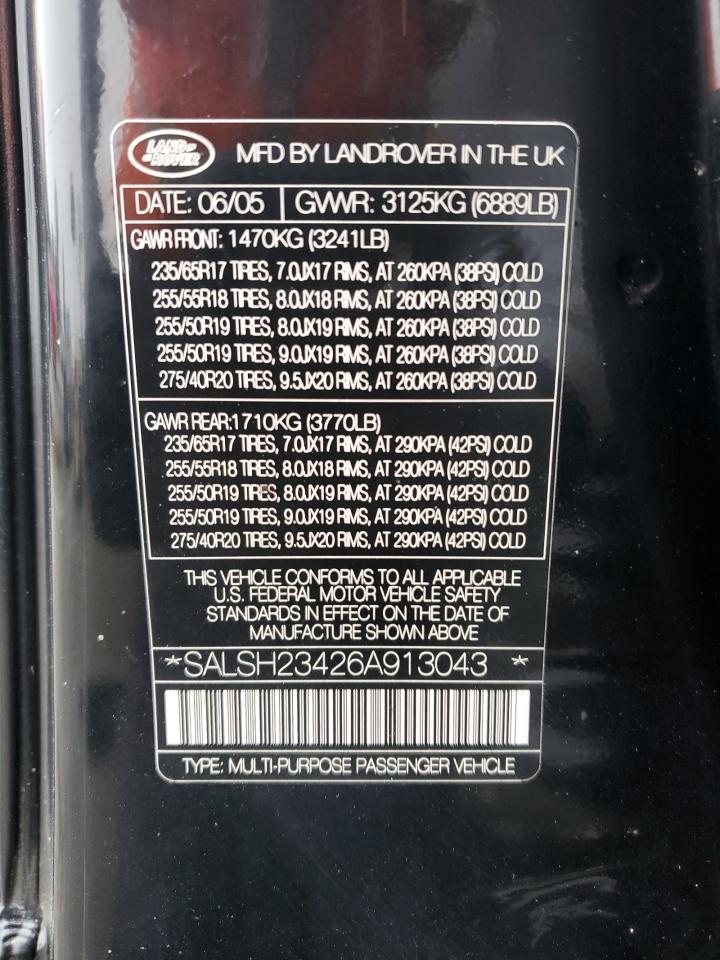 LAND-
-ROVER
MFD BY LANDROVER IN THE UK
DATE: 06/05 GVWR: 3125KG (6889LB)
GAWR FRONT: 1470KG (3241LB)
235/65R17 TIRES, 7.0JX17 RIMS, AT 260KPA (38PSI) COLD
255/55R18 TIRES, 8.0JX18 RIMS, AT 260KPA (38PSI) COLD
255/50R19 TIRES, 8.0JX19 RIMS, AT 260KPA (38PSI) COLD
255/50R19 TIRES, 9.0JX19 RIMS, AT 260KPA (38PSI) COLD
275/40R20 TIRES, 9.5JX20 RIMS, AT 260KPA (38PSI) COLD
GAWR REAR: 1710KG (3770LB)
235/65R17 TIRES, 7.0JX17 RIMS, AT 290KPA (42PSI) COLD
255/55R18 TIRES, 8.0JX18 RIMS, AT 290KPA (42PSI) COLD
255/50R19 TIRES, 8.0JX19 RIMS, AT 290KPA (42PSI) COLD
255/50R19 TIRES, 9.0JX19 RIMS, AT 290KPA (42PSI) COLD
275/40R20 TIRES, 9.5JX20 RIMS, AT 290KPA (42PSI) COLD
THIS VEHICLE CONFORMS TO ALL APPLICABLE
U.S. FEDERAL MOTOR VEHICLE SAFETY
STANDARDS IN EFFECT ON THE DATE OF
MANUFACTURE SHOWN ABOVE
*SALSH23426A913043 *
TYPE: MULTI-PURPOSE PASSENGER VEHICLE